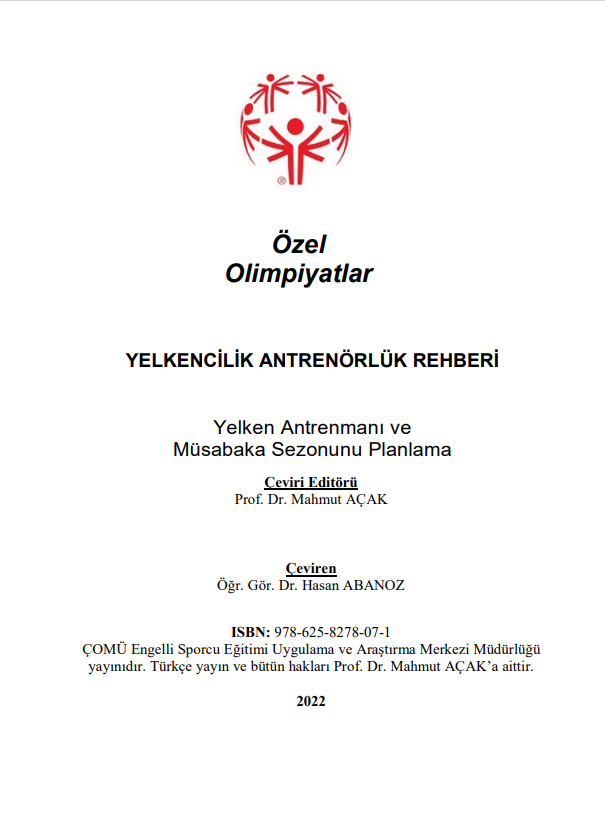 ®
Özel
Olimpiyatlar
YELKENCİLİK ANTRENÖRLÜK REHBERİ
Yelken Antrenmanı ve
Müsabaka Sezonunu Planlama
Çeviri Editörü
Prof. Dr. Mahmut AÇAK
Çeviren
Öğr. Gör. Dr. Hasan ABANOZ
ISBN: 978-625-8278-07-1
ÇOMÜ Engelli Sporcu Eğitimi Uygulama ve Araştırma Merkezi Müdürlüğü
yayınıdır. Türkçe yayın ve bütün hakları Prof. Dr. Mahmut AÇAK’a aittir.
2022